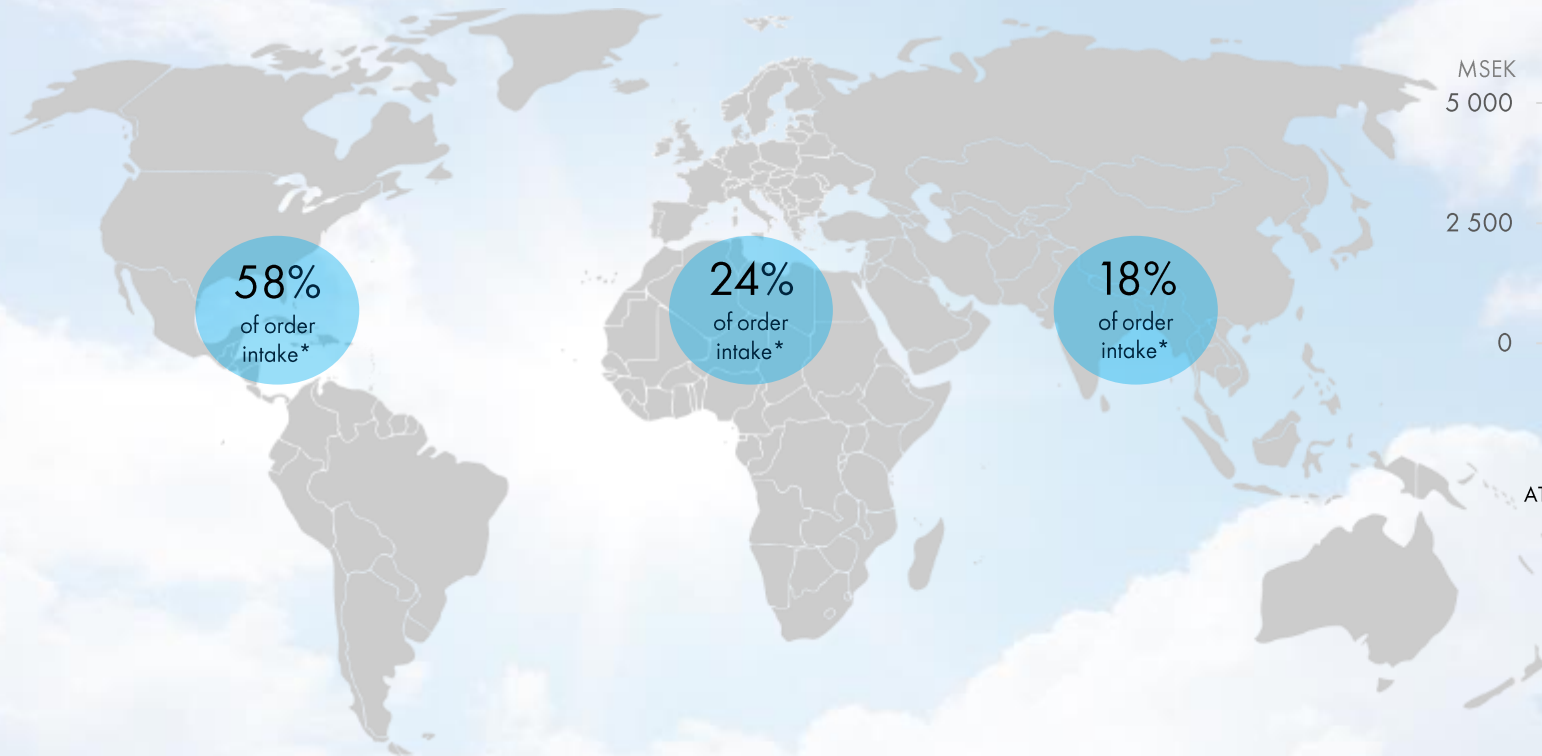 58%
of order
intake*
24%
of order
intake*
18%
of order
intake*
MSEK
5 000
2 500
0